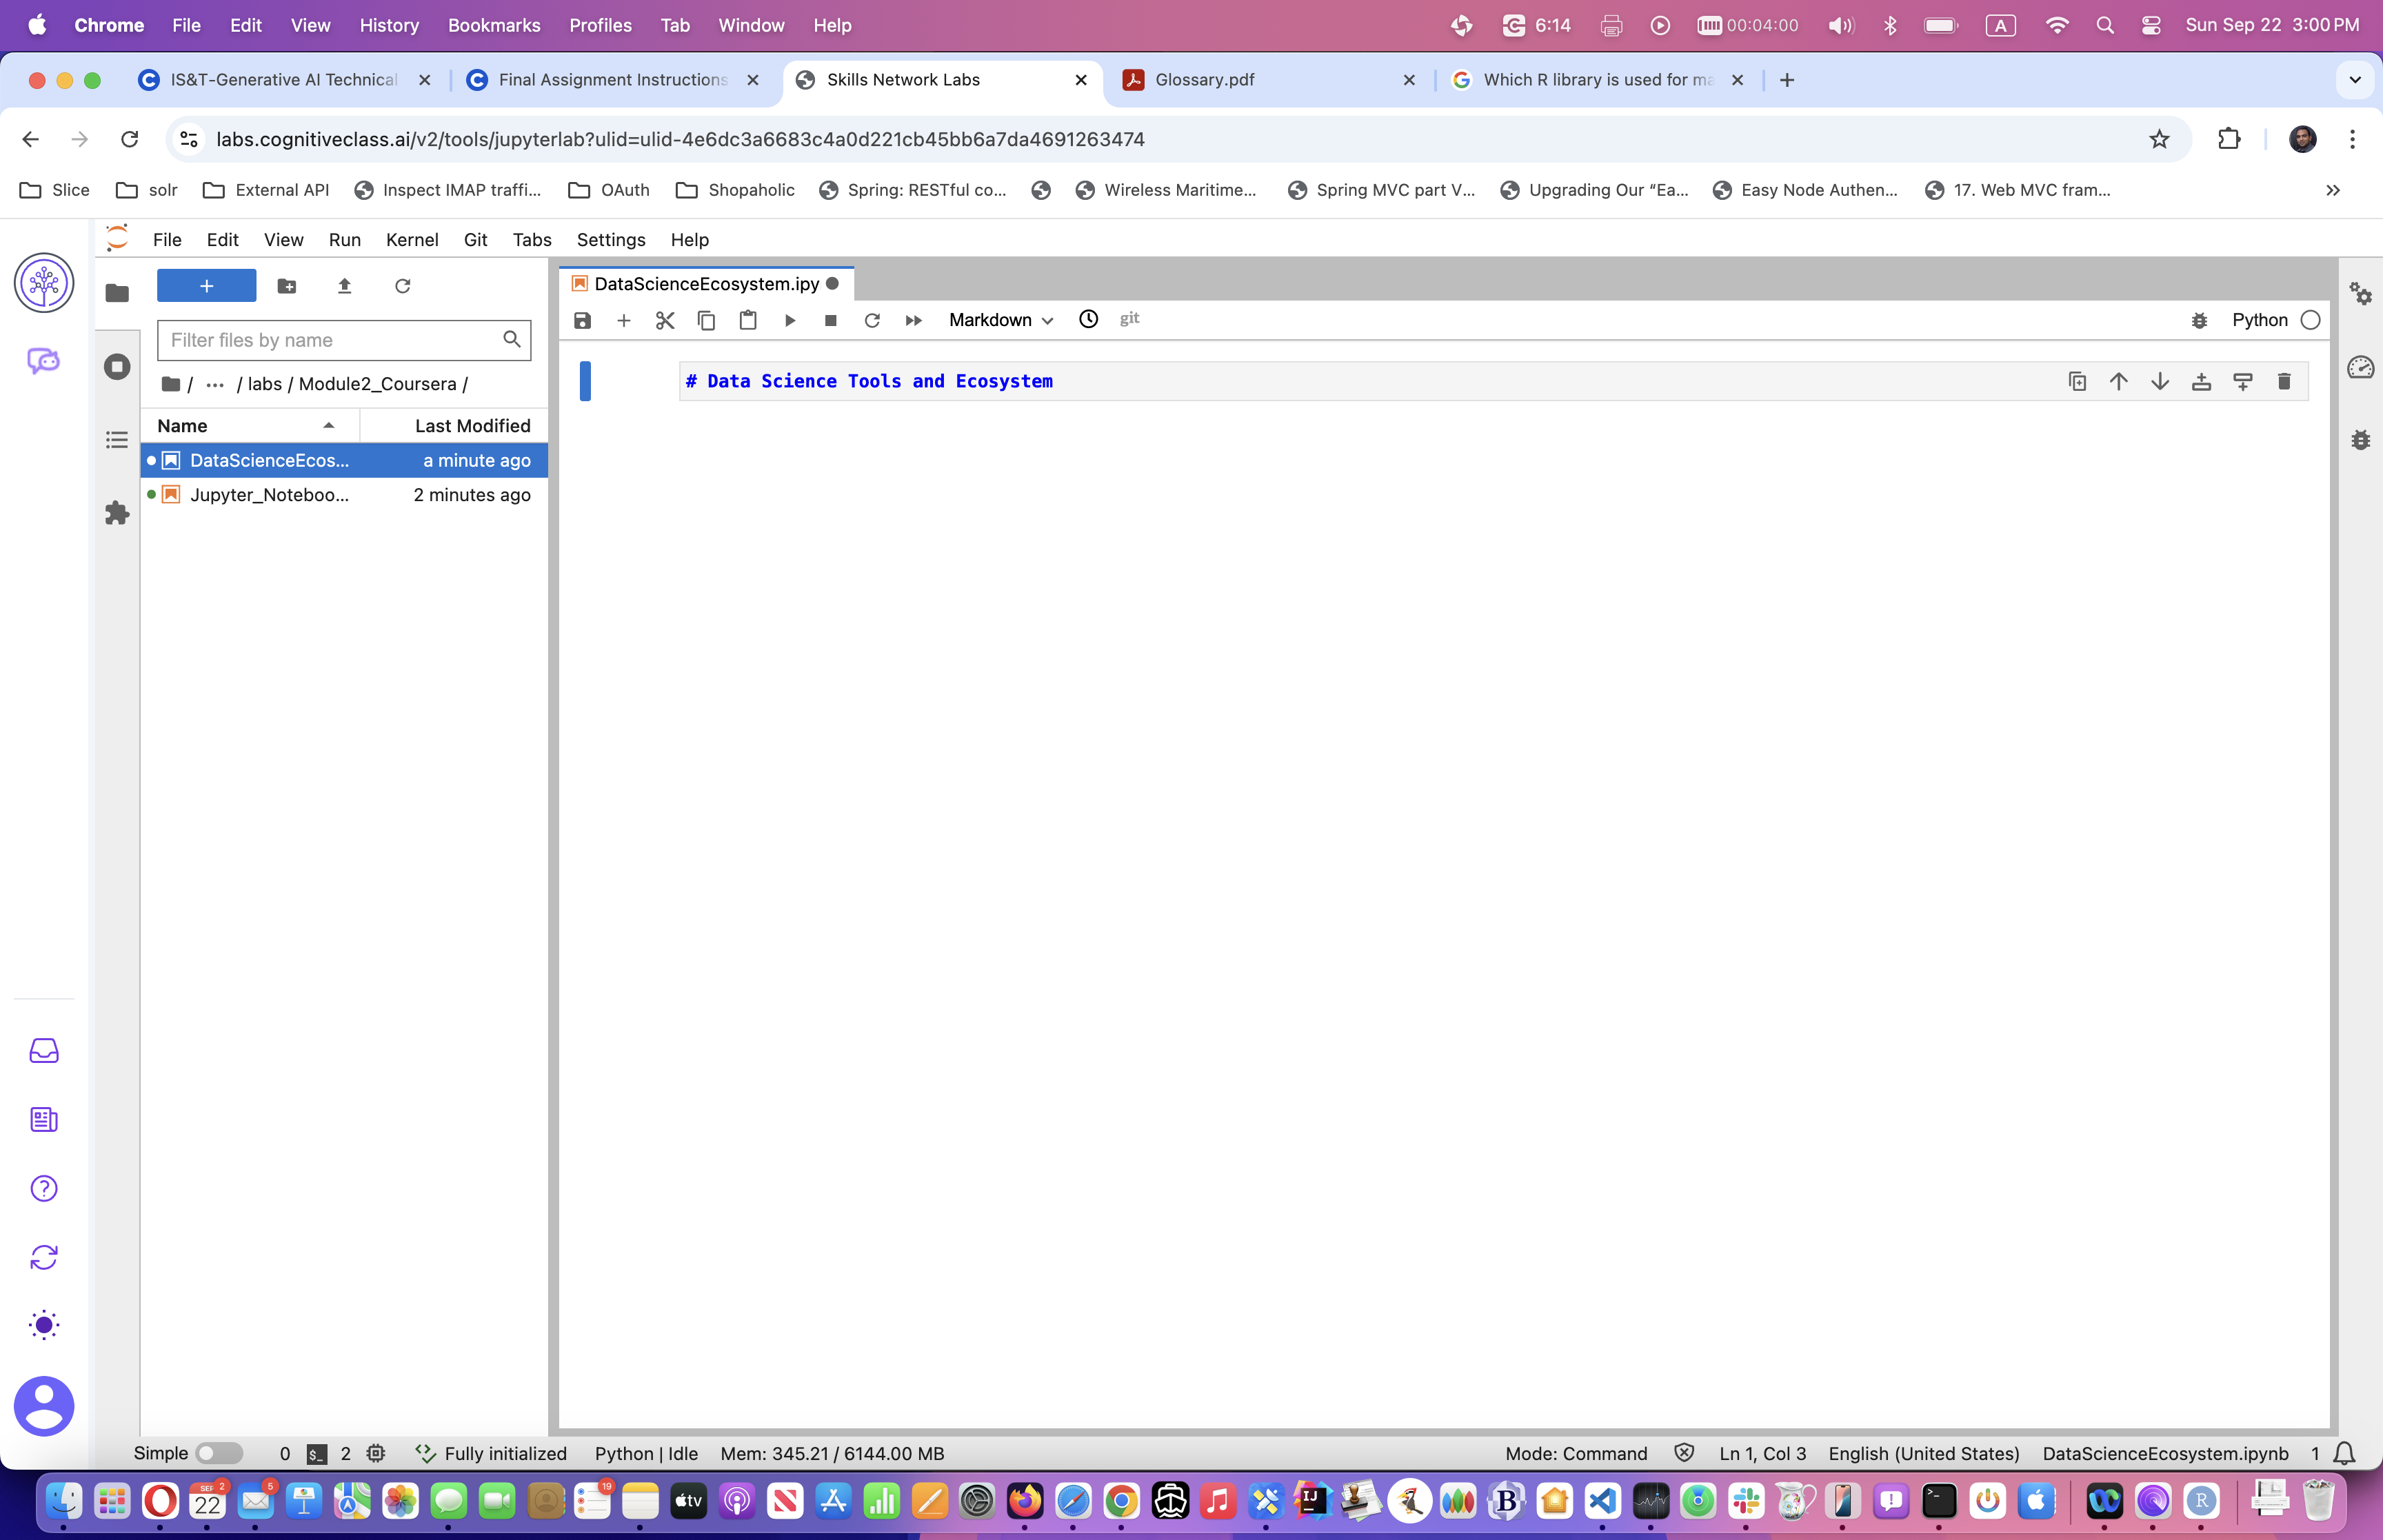 Chrome File Edit View History Bookmarks Profiles Tab Window Help 6:14 00:04:00 A Sun Sep 22 3:00 PM
IS&T-Generative AI Technical Final Assignment Instructions Skills Network Labs Glossary.pdf Which R library is used for ma
labs.cognitiveclass.ai/v2/tools/jupyterlab?ulid=ulid-4e6dc3a6683c4a0d221cb45bb6a7da4691263474
Slice solr External API Inspect IMAP traffi... OAuth Shopaholic Spring: RESTful co... Wireless Maritime... Spring MVC part V... Upgrading Our “Ea... Easy Node Authen... 17. Web MVC fram...
File Edit View Run Kernel Git Tabs Settings Help
DataScienceEcosystem.ipy
Markdown git Python
Filter files by name
/ ... / labs / Module2_Coursera /
# Data Science Tools and Ecosystem
Name Last Modified
DataScienceEcos... a minute ago
Jupyter_Noteboo... 2 minutes ago
Simple 0 $_ 2 Fully initialized Python | Idle Mem: 345.21 / 6144.00 MB Mode: Command Ln 1, Col 3 English (United States) DataScienceEcosystem.ipynb 1
SEP 2 22 5 19 tv IJ B R